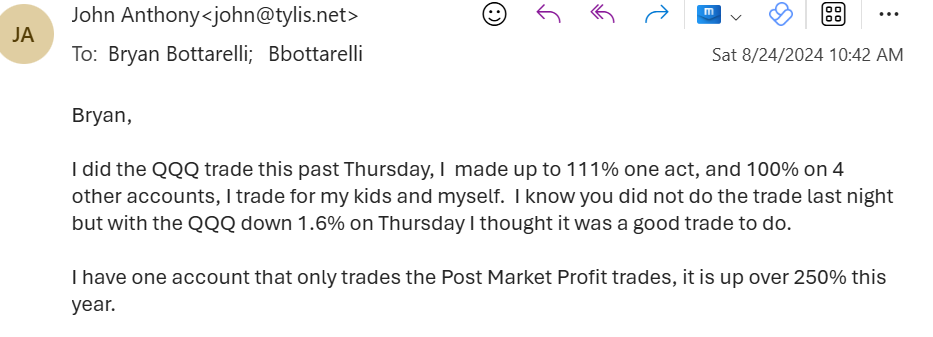 John Anthony<john@tylis.net>
JA
To: Bryan Bottarelli; Bbottarelli
Sat 8/24/2024 10:42 AM
Bryan,
I did the QQQ trade this past Thursday, I  made up to 111% one act, and 100% on 4
other accounts, I trade for my kids and myself.  I know you did not do the trade last night
but with the QQQ down 1.6% on Thursday I thought it was a good trade to do.
I have one account that only trades the Post Market Profit trades, it is up over 250% this
year.